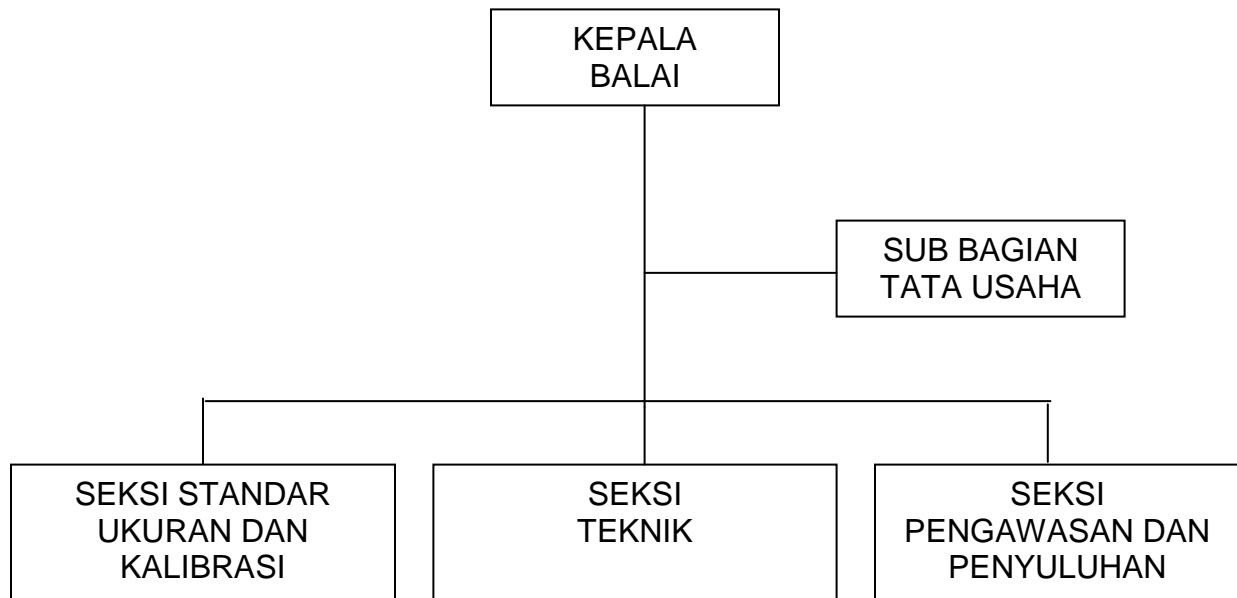 KEPALA
BALAI
SUB BAGIAN
TATA USAHA
SEKSI STANDAR
UKURAN DAN
KALIBRASI
SEKSI
TEKNIK
SEKSI
PENGAWASAN DAN
PENYULUHAN